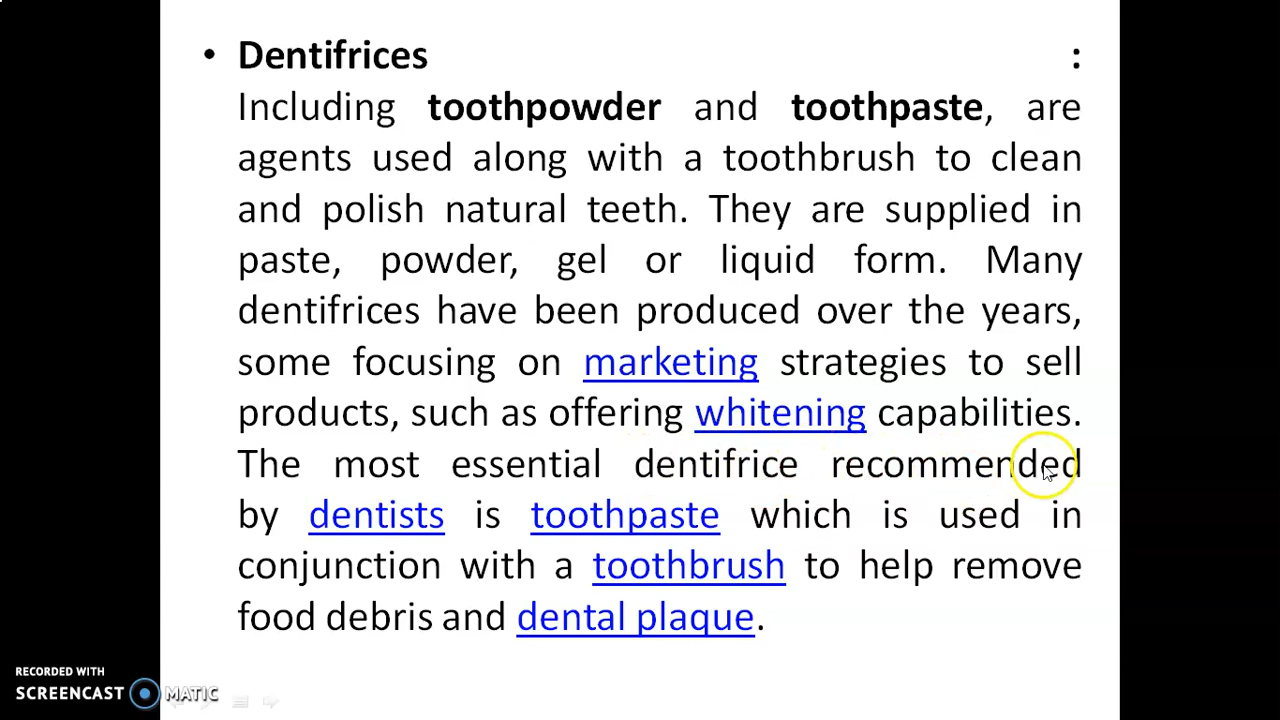 • Dentifrices :
Including toothpowder and toothpaste, are
agents used along with a toothbrush to clean
and polish natural teeth. They are supplied in
paste, powder, gel or liquid form. Many
dentifrices have been produced over the years,
some focusing on marketing strategies to sell
products, such as offering whitening capabilities.
The most essential dentifrice recommended
by dentists is toothpaste which is used in
conjunction with a toothbrush to help remove
food debris and dental plaque.
RECORDED WITH
SCREENCAST MATIC